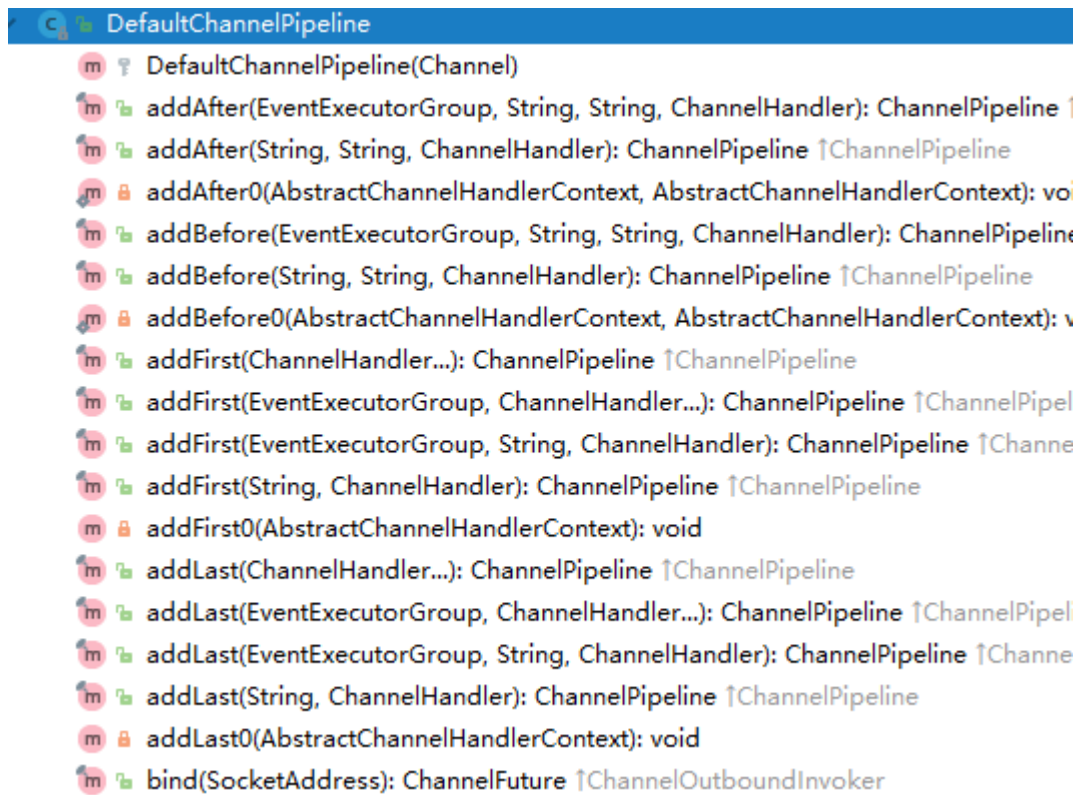 DefaultChannelPipeline
DefaultChannelPipeline(Channel)
addAfter(EventExecutorGroup, String, String, ChannelHandler): ChannelPipeline ↑
addAfter(String, String, ChannelHandler): ChannelPipeline ↑ChannelPipeline
addAfter0(AbstractChannelHandlerContext, AbstractChannelHandlerContext): voi
addBefore(EventExecutorGroup, String, String, ChannelHandler): ChannelPipeline
addBefore(String, String, ChannelHandler): ChannelPipeline ↑ChannelPipeline
addBefore0(AbstractChannelHandlerContext, AbstractChannelHandlerContext): v
addFirst(ChannelHandler...): ChannelPipeline ↑ChannelPipeline
addFirst(EventExecutorGroup, ChannelHandler...): ChannelPipeline ↑ChannelPipel
addFirst(EventExecutorGroup, String, ChannelHandler): ChannelPipeline ↑Channe
addFirst(String, ChannelHandler): ChannelPipeline ↑ChannelPipeline
addFirst0(AbstractChannelHandlerContext): void
addLast(ChannelHandler...): ChannelPipeline ↑ChannelPipeline
addLast(EventExecutorGroup, ChannelHandler...): ChannelPipeline ↑ChannelPipeli
addLast(EventExecutorGroup, String, ChannelHandler): ChannelPipeline ↑Channe
addLast(String, ChannelHandler): ChannelPipeline ↑ChannelPipeline
addLast0(AbstractChannelHandlerContext): void
bind(SocketAddress): ChannelFuture ↑ChannelOutboundInvoker